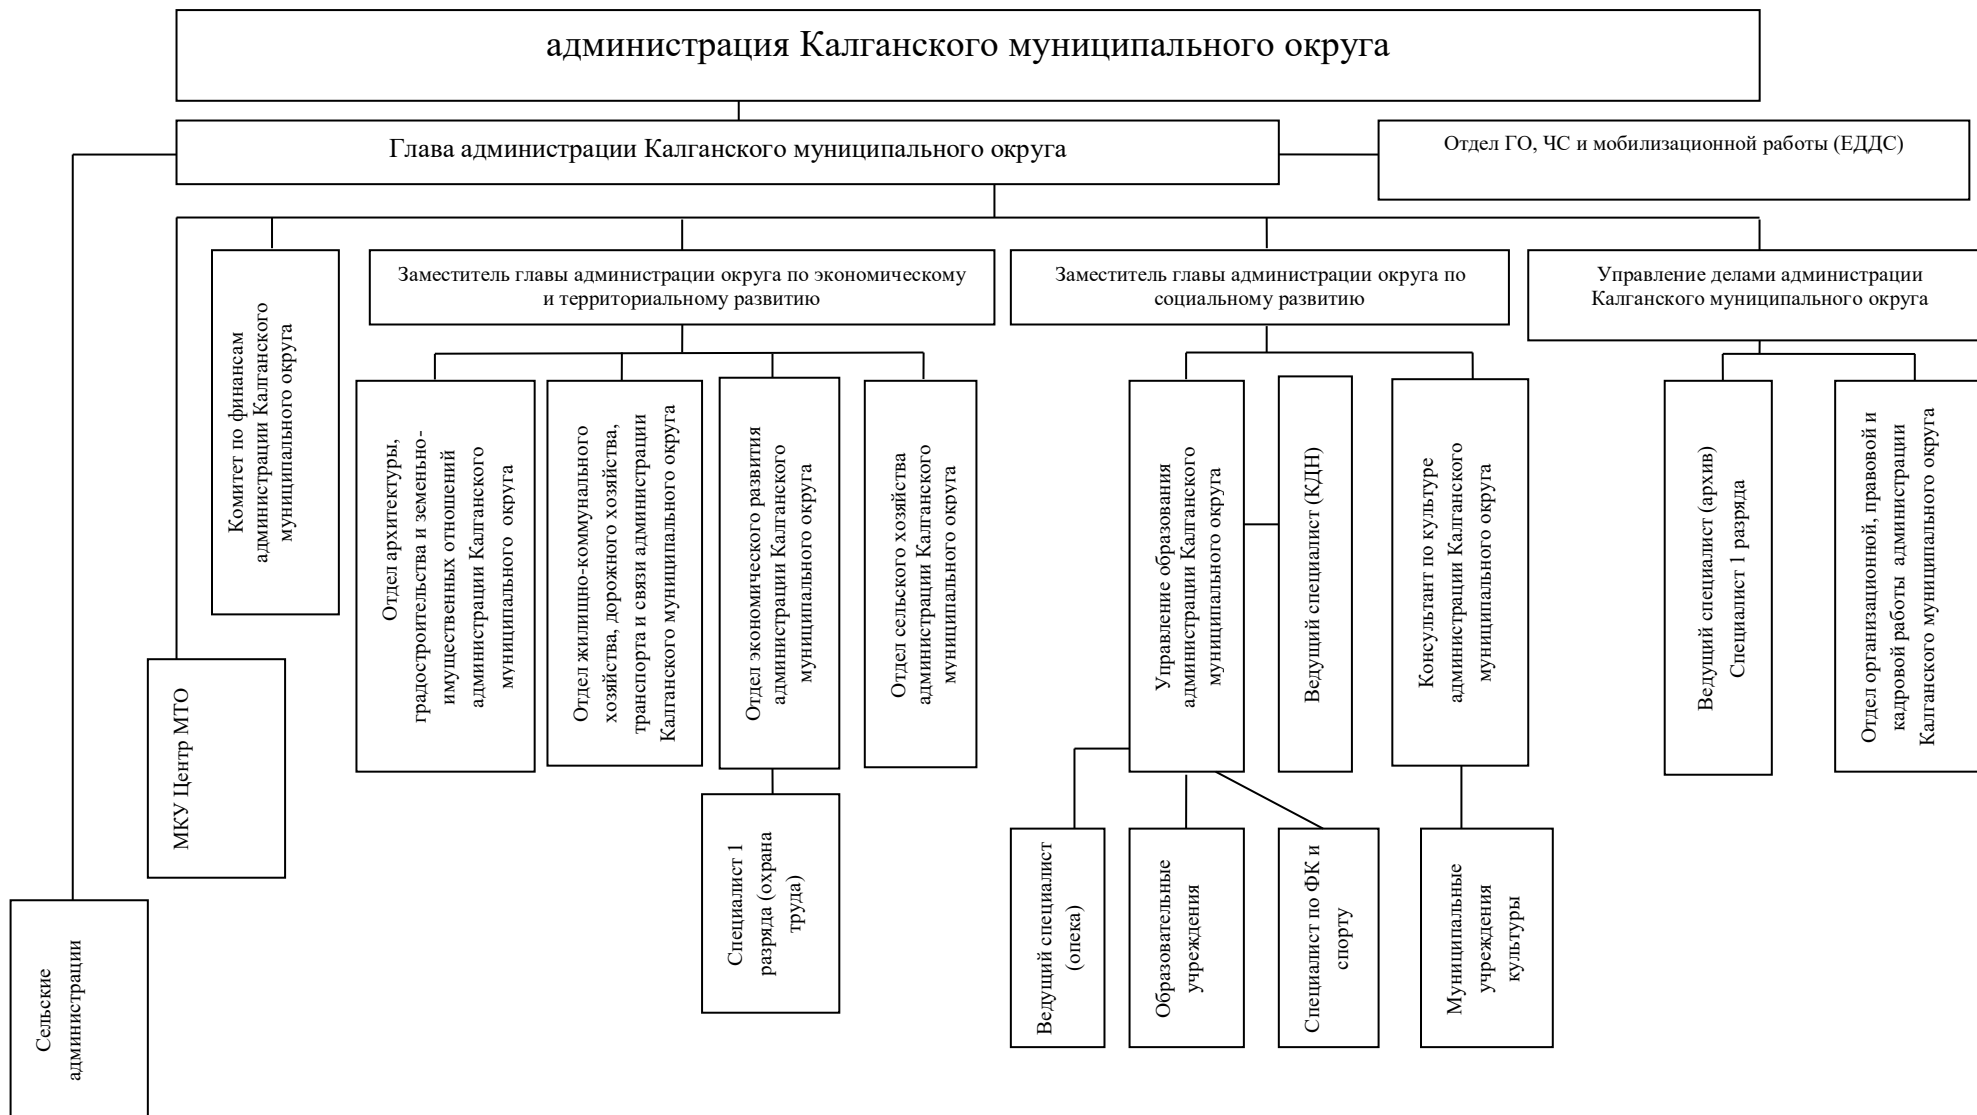 администрация Калганского муниципального округа
Глава администрации Калганского муниципального округа
Отдел ГО, ЧС и мобилизационной работы (ЕДДС)
Комитет по финансам
администрации Калганского
муниципального округа
Заместитель главы администрации округа по экономическому
и территориальному развитию
Заместитель главы администрации округа по
социальному развитию
Управление делами администрации
Калганского муниципального округа
Отдел архитектуры,
градостроительства и земельно-
имущественных отношений
администрации Калганского
муниципального округа
Отдел жилищно-коммунального
хозяйства, дорожного хозяйства,
транспорта и связи администрации
Калганского муниципального округа
Отдел экономического развития
администрации Калганского
муниципального округа
Отдел сельского хозяйства
администрации Калганского
муниципального округа
Управление образования
администрации Калганского
муниципального округа
Ведущий специалист (КДН)
Консультант по культуре
администрации Калганского
муниципального округа
Ведущий специалист (архив)
Специалист 1 разряда
Отдел организационной, правовой и
кадровой работы администрации
Калганского муниципального округа
МКУ Центр МТО
Специалист 1
разряда (охрана
труда)
Ведущий специалист
(опека)
Образовательные
учреждения
Специалист по ФК и
спорту
Муниципальные
учреждения
культуры
Сельские
администрации